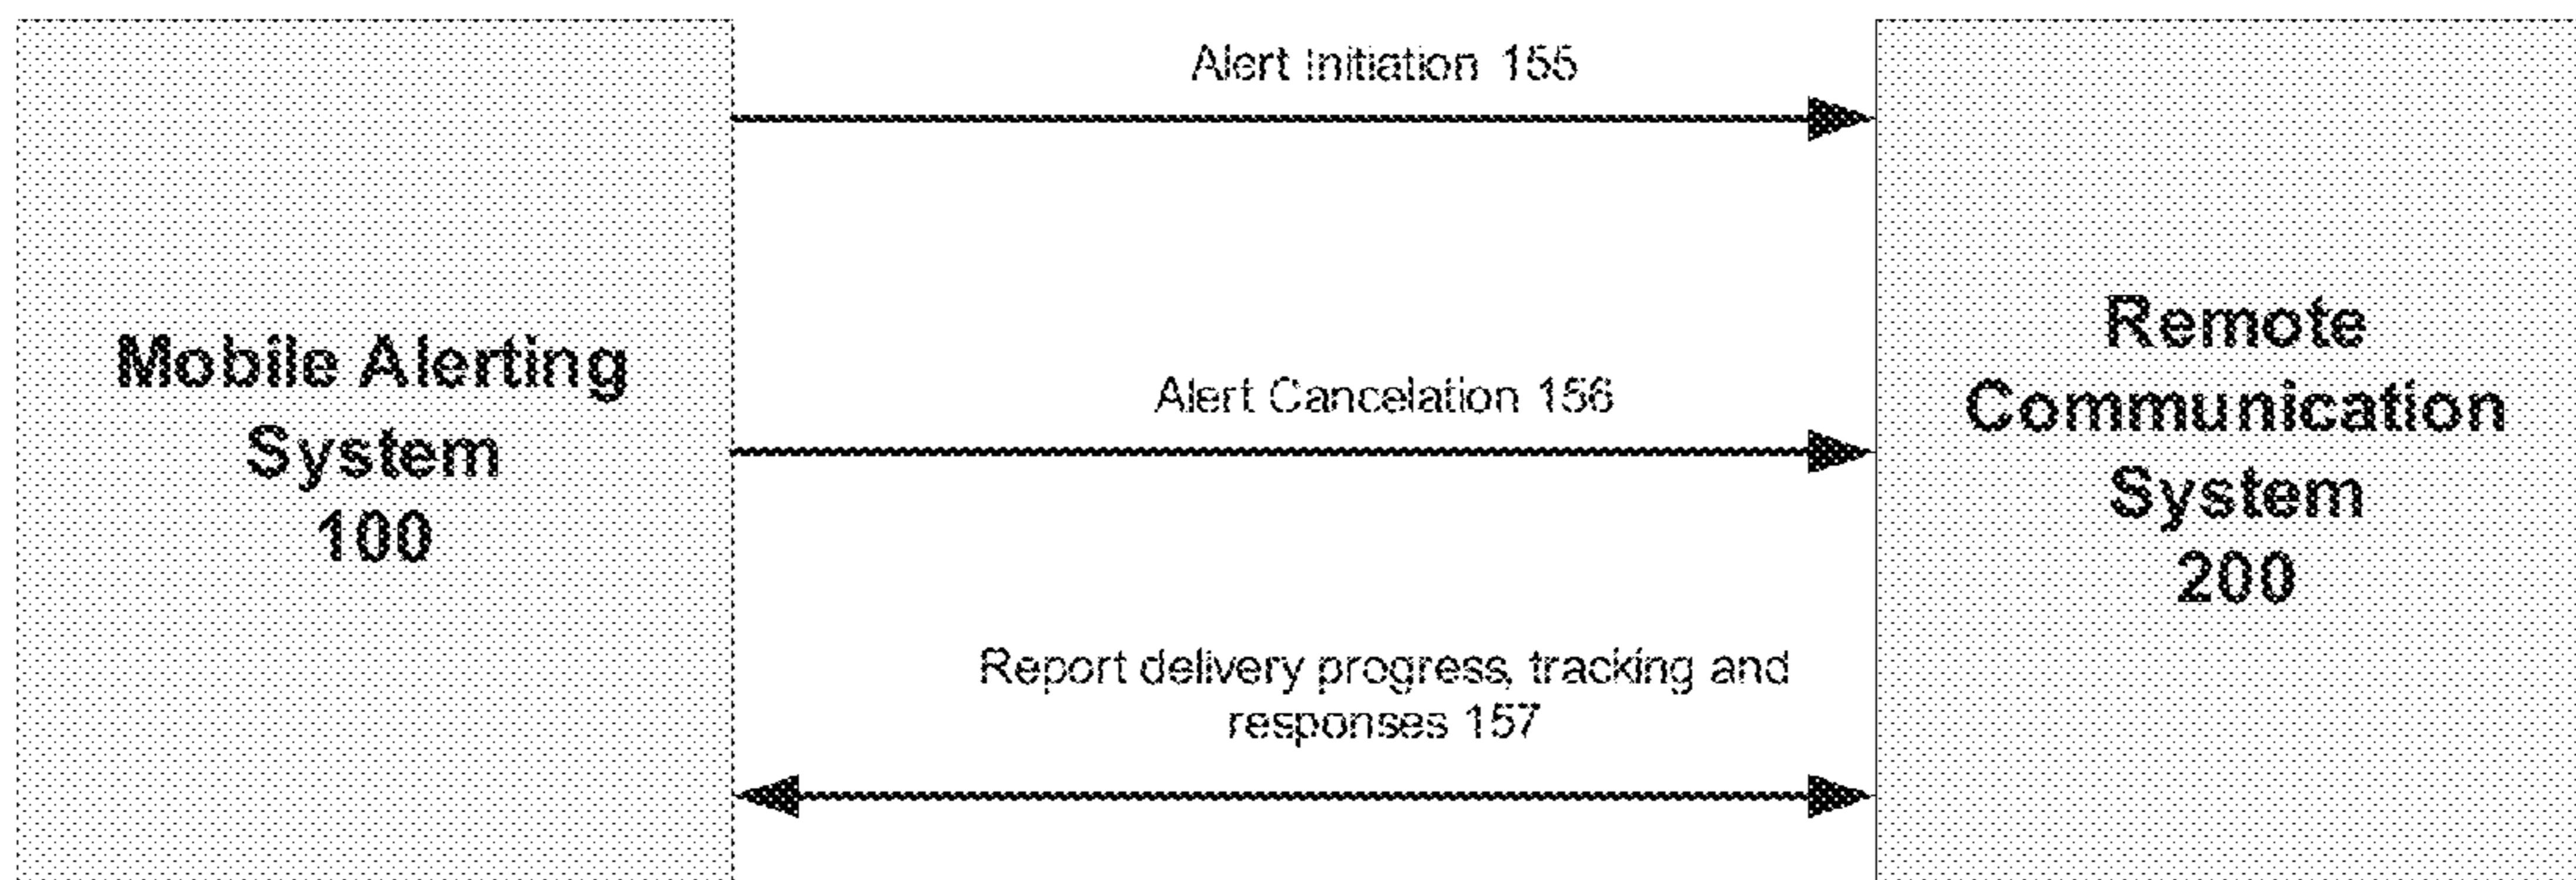 Alert Initiation 155
Mobile Alerting
System
100
Alert Cancelation 156
Report delivery progress, tracking and
responses 157
Remote
Communication
System
200